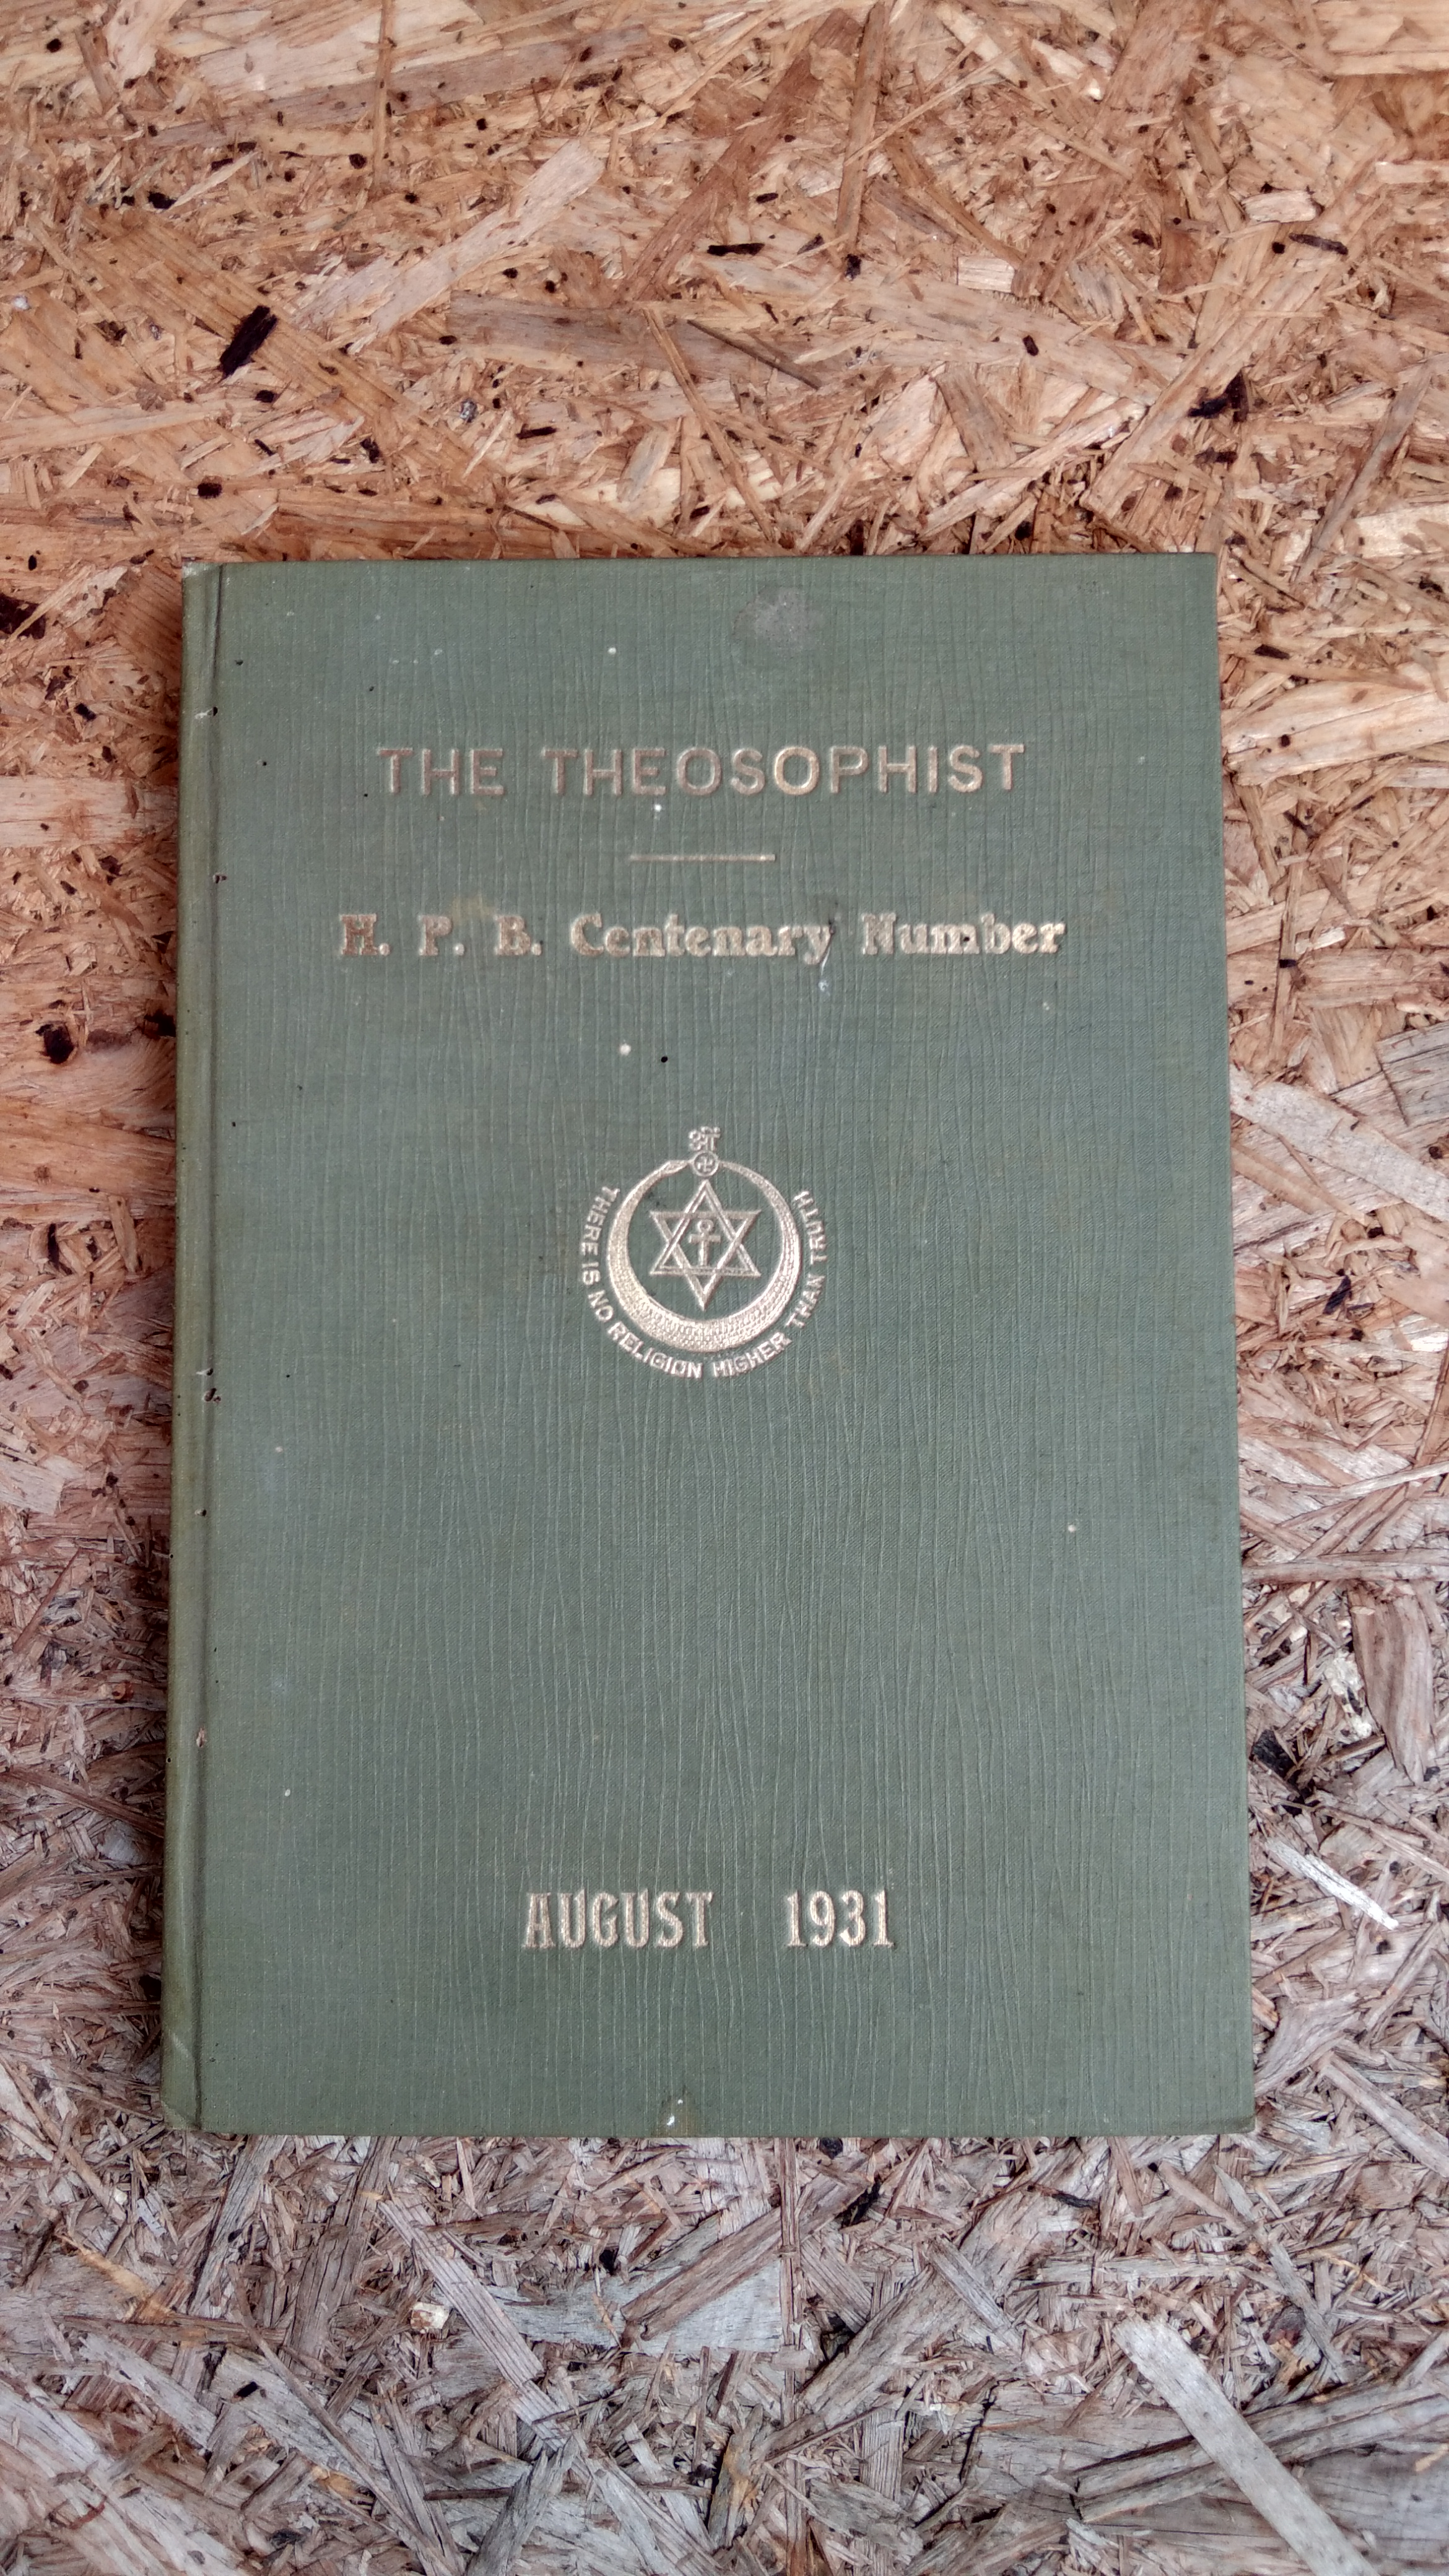 THE THEOSOPHIST
H. P. B. Centenary Number
ओं
THERE IS NO RELIGION HIGHER THAN TRUTH
AUGUST 1931